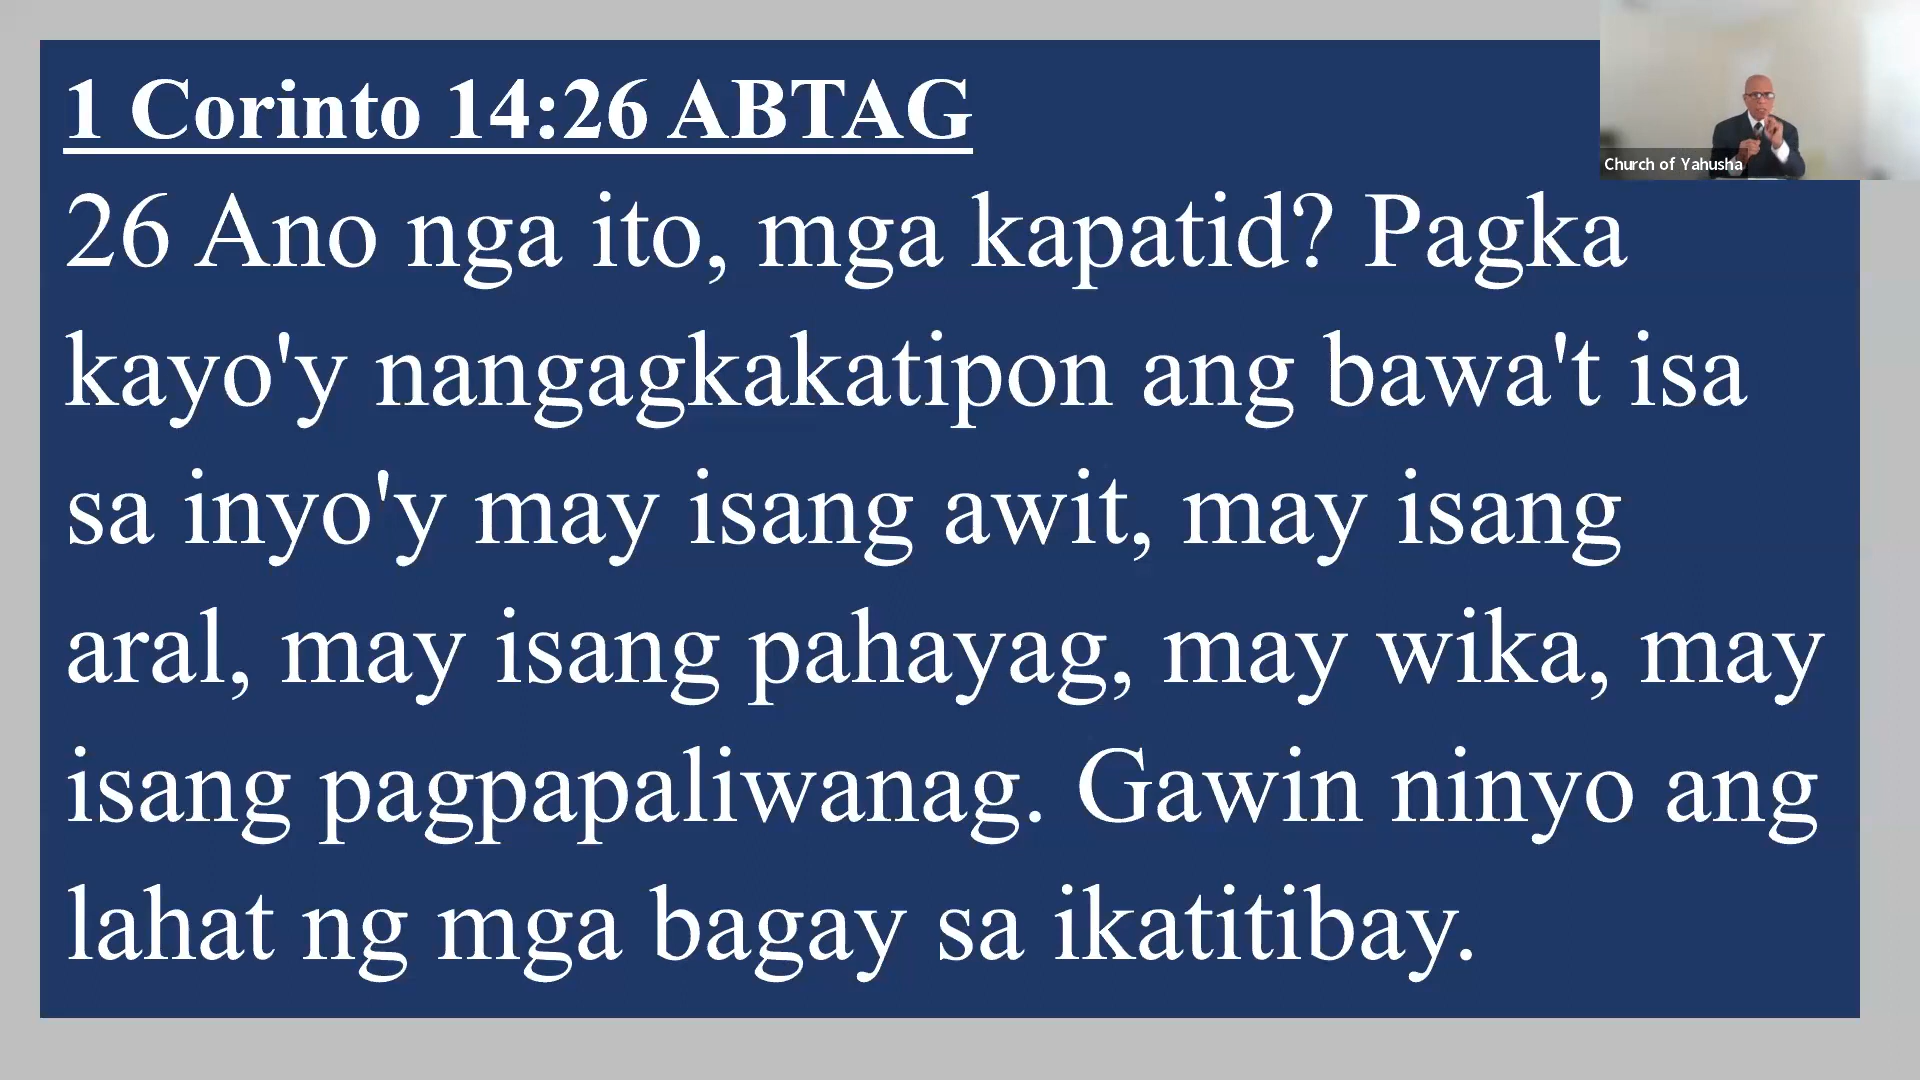 1 Corinto 14:26 ABTAG
Church of Yahusha
26 Ano nga ito, mga kapatid? Pagka
kayo'y nangagkakatipon ang bawa't isa
sa inyo'y may isang awit, may isang
aral, may isang pahayag, may wika, may
isang pagpapaliwanag. Gawin ninyo ang
lahat ng mga bagay sa ikatitibay.